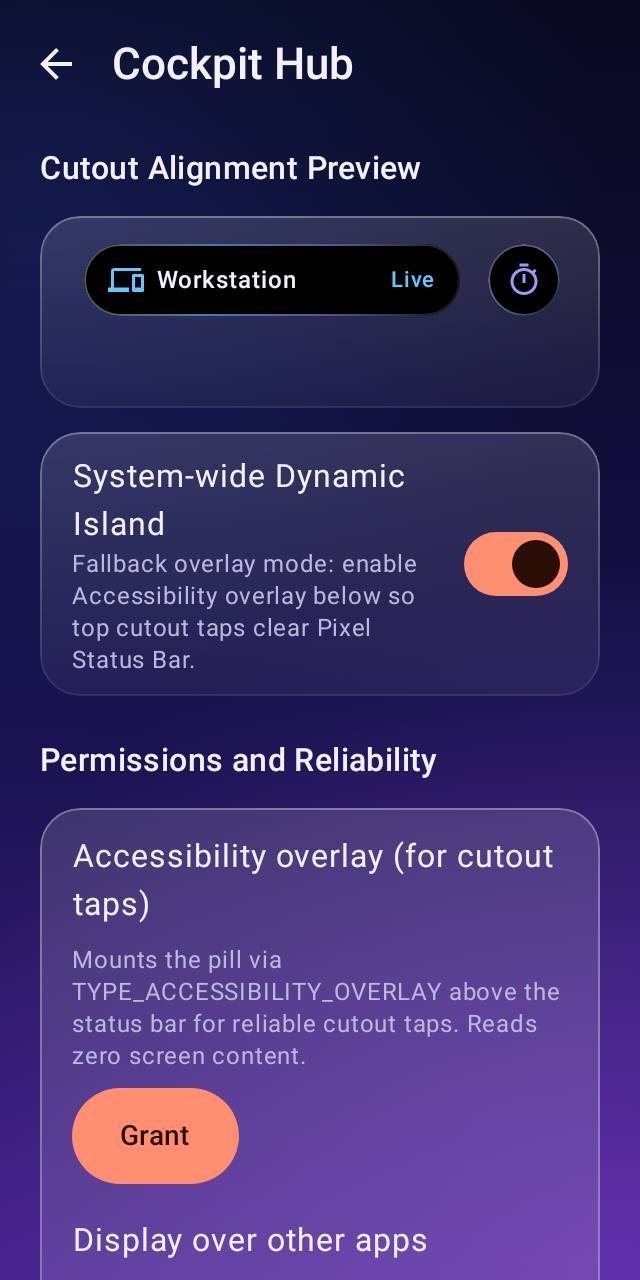 Cockpit Hub
Cutout Alignment Preview
Workstation Live
System-wide Dynamic
Island
Fallback overlay mode: enable
Accessibility overlay below so
top cutout taps clear Pixel
Status Bar.
Permissions and Reliability
Accessibility overlay (for cutout
taps)
Mounts the pill via
TYPE_ACCESSIBILITY_OVERLAY above the
status bar for reliable cutout taps. Reads
zero screen content.
Grant
Display over other apps